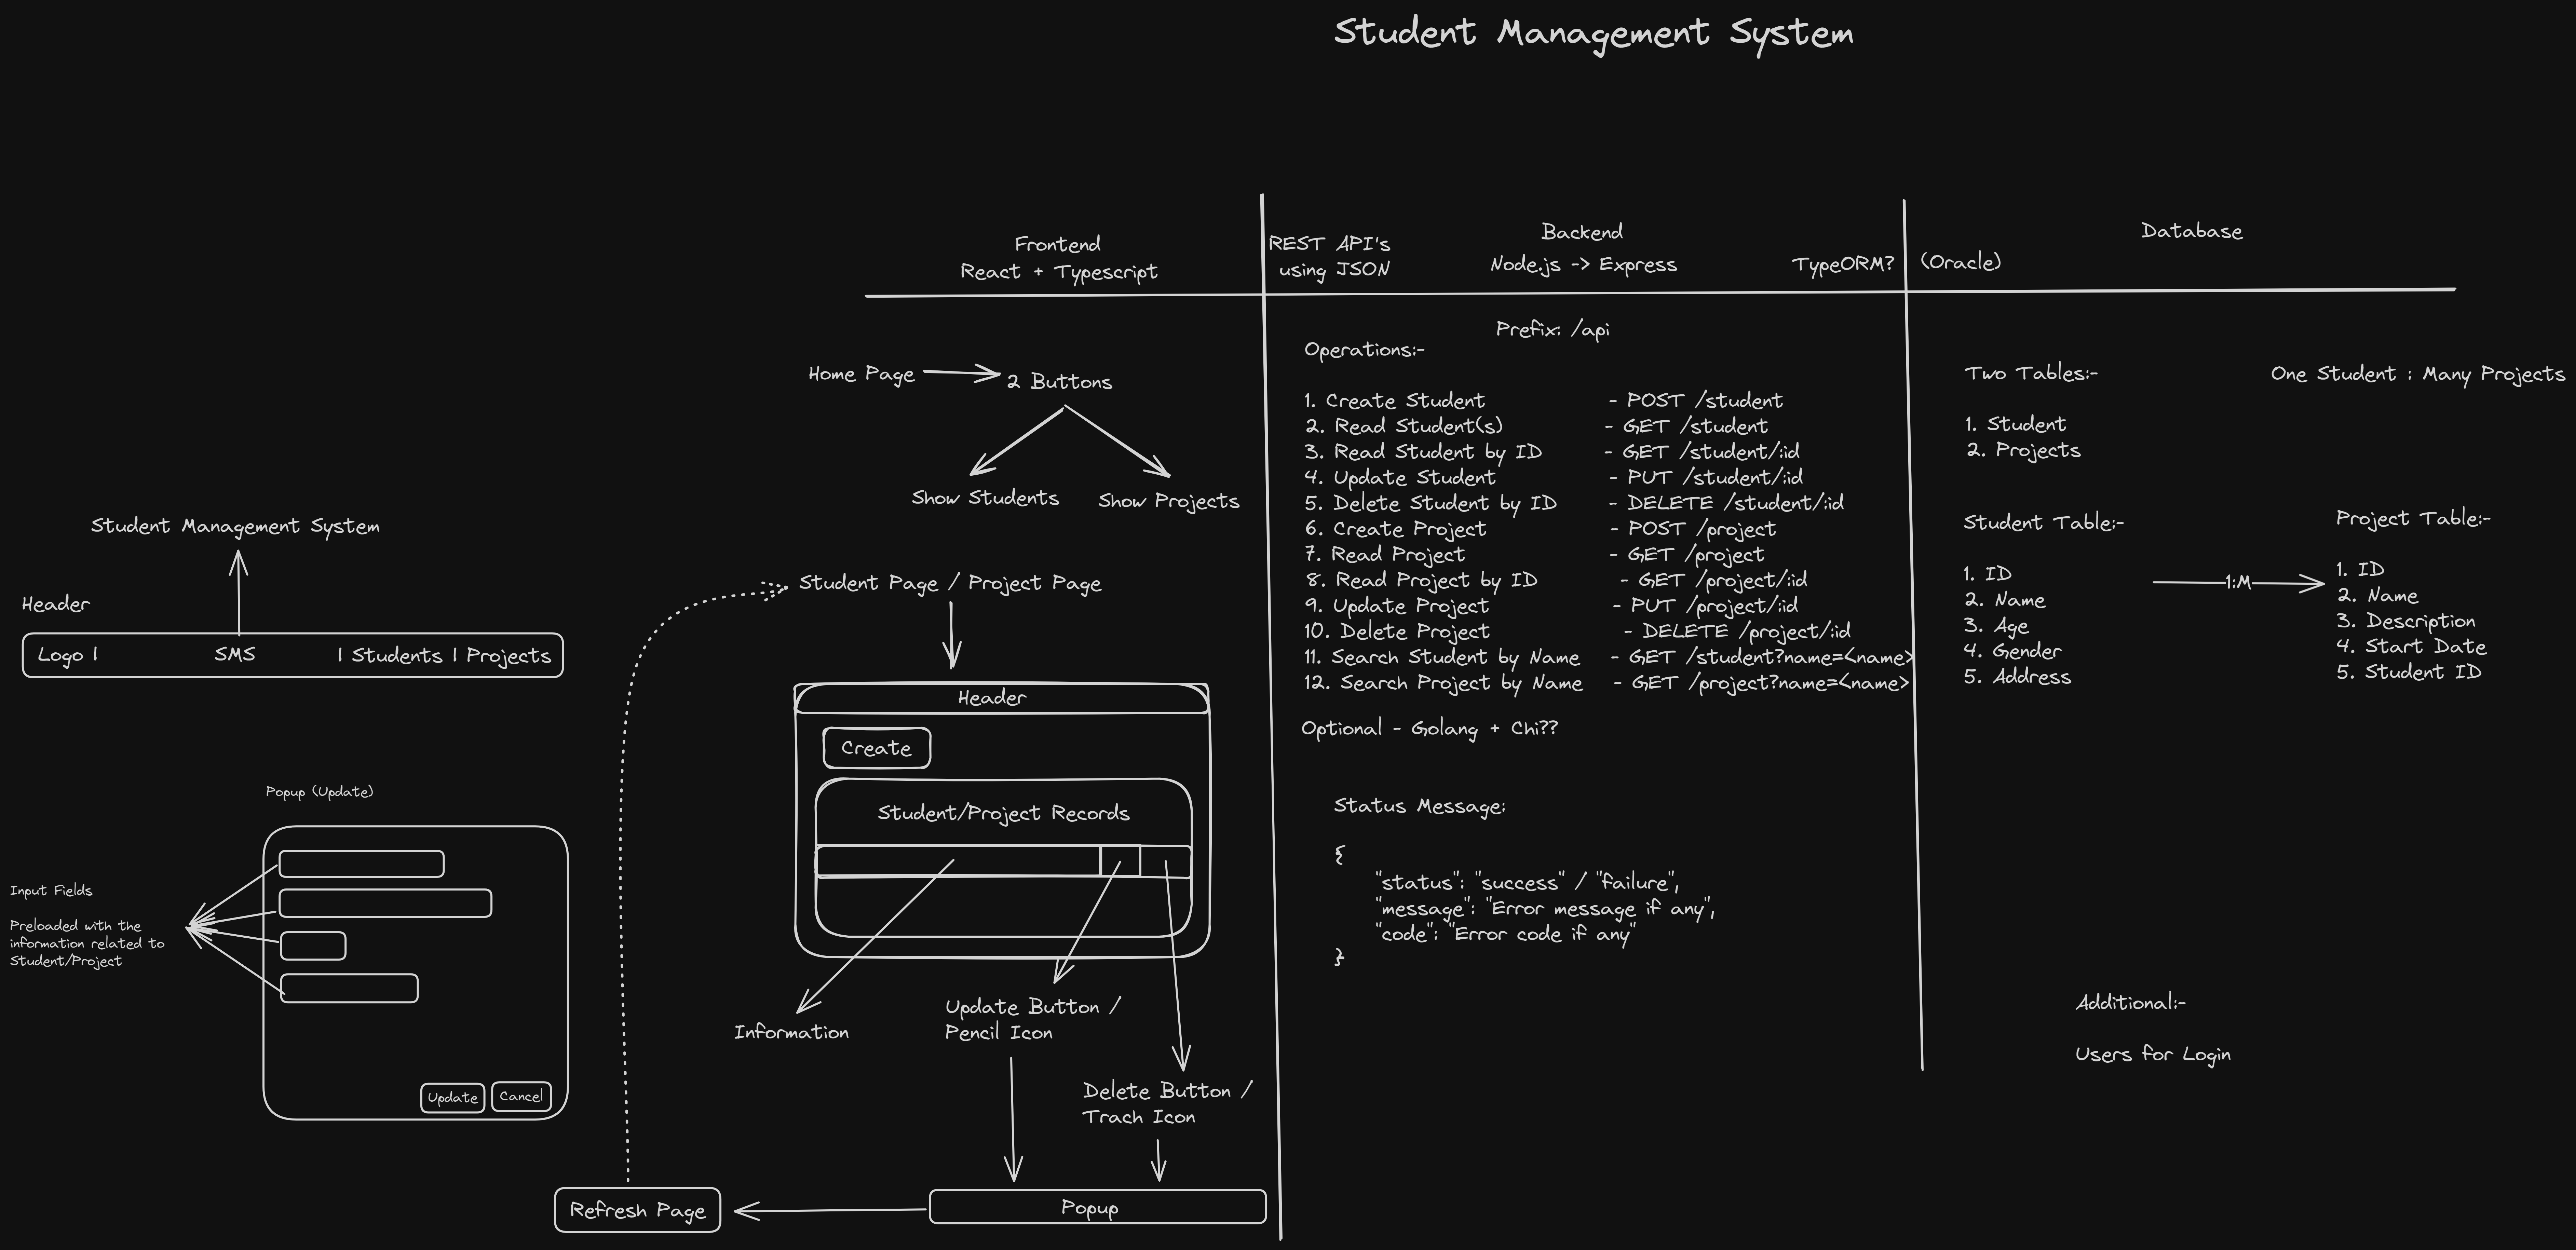 Student Management System
Frontend
React + Typescript
REST API's
using JSON
Backend
Node.js -> Express
TypeORM?
Database
(Oracle)
Home Page
2 Buttons
Show Students
Show Projects
Student Management System
Header
Logo |
SMS
| Students | Projects
Popup (Update)
Input Fields
Preloaded with the
information related to
Student/Project
Update
Cancel
Student Page / Project Page
Header
Create
Student/Project Records
Information
Update Button /
Pencil Icon
Delete Button /
Trach Icon
Popup
Refresh Page
Prefix: /api
Operations:-
1. Create Student - POST /student
2. Read Student(s) - GET /student
3. Read Student by ID - GET /student/:id
4. Update Student - PUT /student/:id
5. Delete Student by ID - DELETE /student/:id
6. Create Project - POST /project
7. Read Project - GET /project
8. Read Project by ID - GET /project/:id
9. Update Project - PUT /project/:id
10. Delete Project - DELETE /project/:id
11. Search Student by Name - GET /student?name=<name>
12. Search Project by Name - GET /project?name=<name>
Optional - Golang + Chi??
Status Message:
{
"status": "success" / "failure",
"message": "Error message if any",
"code": "Error code if any"
}
Two Tables:-
1. Student
2. Projects
One Student : Many Projects
Student Table:-
1. ID
2. Name
3. Age
4. Gender
5. Address
1:M
Project Table:-
1. ID
2. Name
3. Description
4. Start Date
5. Student ID
Additional:-
Users for Login